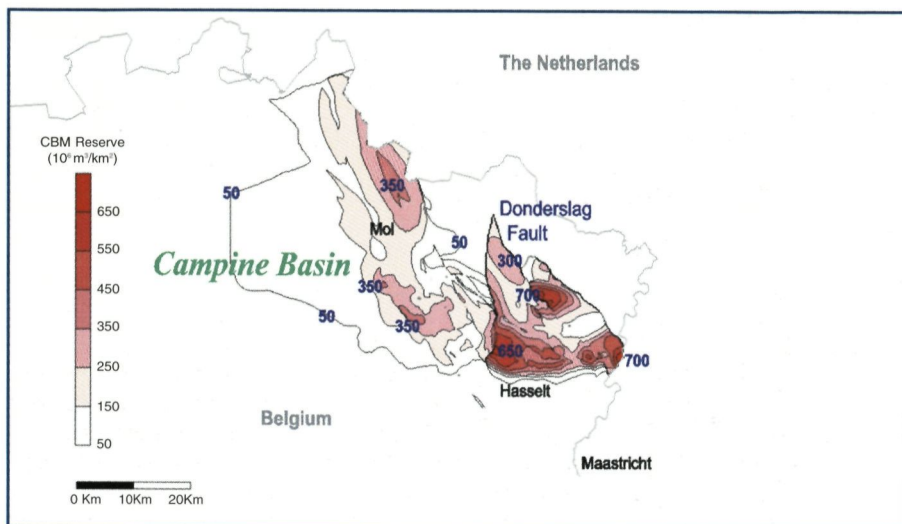 The Netherlands
CBM Reserve
(10⁶ m³/km²)
650
550
450
350
250
150
50
50
350
Mol
50
Donderslag
Fault
300
Campine Basin
350
700
50
350
650
700
Hasselt
Belgium
Maastricht
0 Km 10Km 20Km